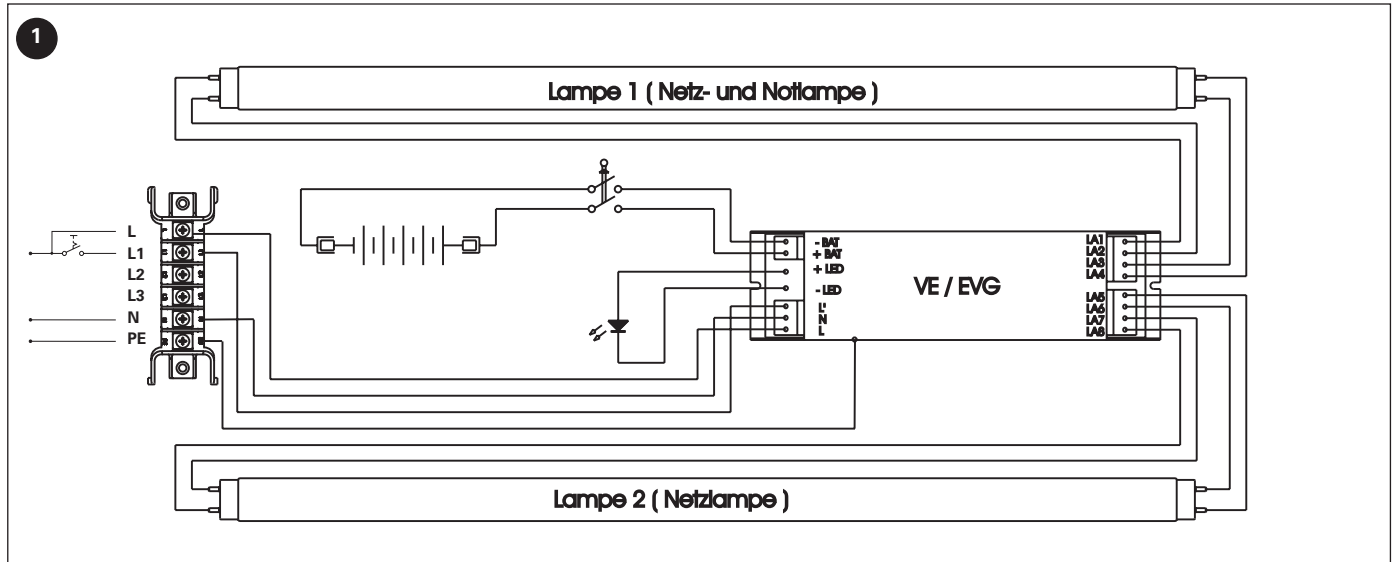 1
Lampe 1 ( Netz- und Notlampe )
L
L1
L2
L3
N
PE
- BAT
+ BAT
+ LED
- LED
L'
N
L
VE / EVG
LA1
LA2
LA3
LA4
LA5
LA6
LA7
LA8
Lampe 2 ( Netzlampe )